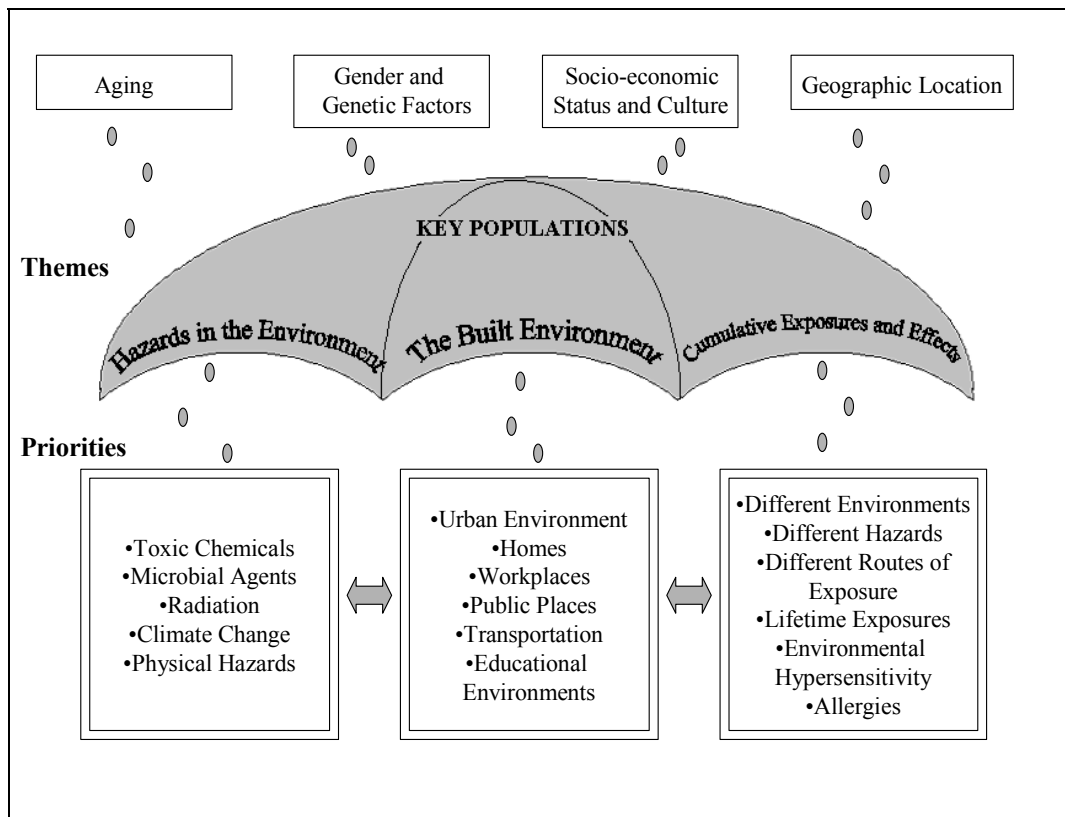 Aging
Gender and
Genetic Factors
Socio-economic
Status and Culture
Geographic Location
KEY POPULATIONS
Themes
Hazards in the Environment
The Built Environment
Cumulative Exposures and Effects
Priorities
•Toxic Chemicals
•Microbial Agents
•Radiation
•Climate Change
•Physical Hazards
•Urban Environment
•Homes
•Workplaces
•Public Places
•Transportation
•Educational
Environments
•Different Environments
•Different Hazards
•Different Routes of
Exposure
•Lifetime Exposures
•Environmental
Hypersensitivity
•Allergies